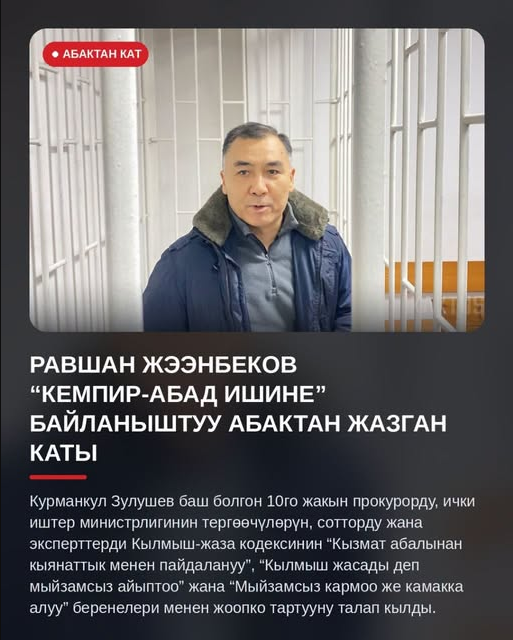 АБАКТАН КАТ
РАВШАН ЖЭЭНБЕКОВ
“КЕМПИР-АБАД ИШИНЕ”
БАЙЛАНЫШТУУ АБАКТАН ЖАЗГАН
КАТЫ
Курманкул Зулушев баш болгон 10го жакын прокурорду, ички
иштер министрлигинин тергөөчүлөрүн, сотторду жана
эксперттерди Кылмыш-жаза кодексинин “Кызмат абалынан
кыянаттык менен пайдалануу”, “Кылмыш жасады деп
мыйзамсыз айыптоо” жана “Мыйзамсыз кармоо же камакка
алуу” беренелери менен жоопко тартууну талап кылды.